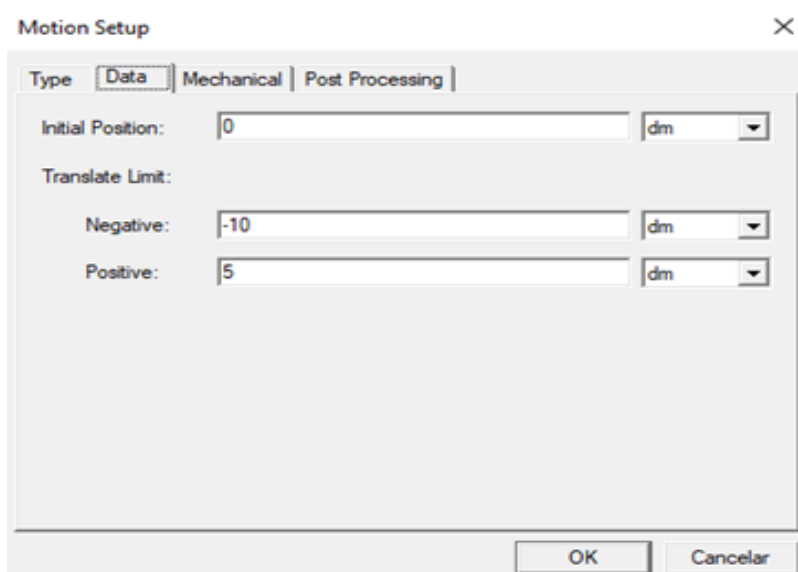 Motion Setup
Type Data Mechanical Post Processing
Initial Position: 0 dm
Translate Limit:
Negative: -10 dm
Positive: 5 dm
OK Cancelar